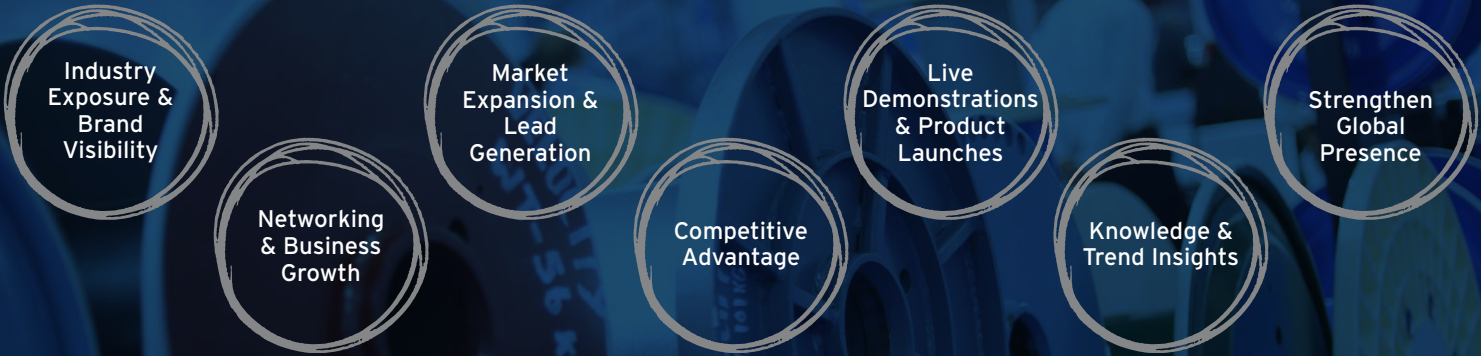 Industry
Exposure &
Brand
Visibility
Networking
& Business
Growth
Market
Expansion &
Lead
Generation
Competitive
Advantage
Live
Demonstrations
& Product
Launches
Knowledge &
Trend Insights
Strengthen
Global
Presence